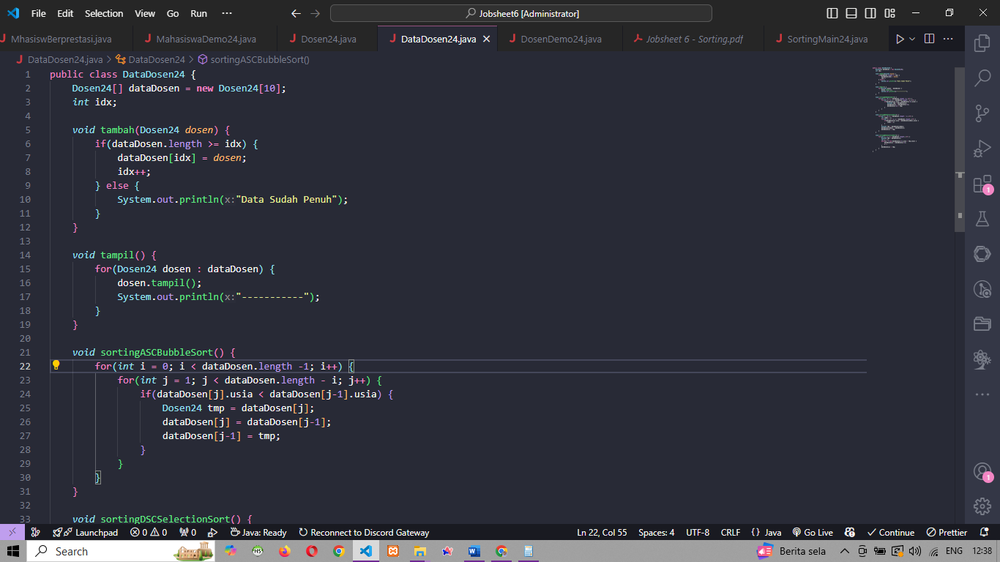 File Edit Selection View Go Run ··· Jobsheet6 [Administrator]
MhasiswBerprestasi.java MahasiswaDemo24.java Dosen24.java DataDosen24.java DosenDemo24.java Jobsheet 6 - Sorting.pdf SortingMain24.java
DataDosen24.java > DataDosen24 > sortingASCBubbleSort()
1 public class DataDosen24 {
2 Dosen24[] dataDosen = new Dosen24[10];
3 int idx;
4
5 void tambah(Dosen24 dosen) {
6 if(dataDosen.length >= idx) {
7 dataDosen[idx] = dosen;
8 idx++;
9 } else {
10 System.out.println(x:"Data Sudah Penuh");
11 }
12 }
13
14 void tampil() {
15 for(Dosen24 dosen : dataDosen) {
16 dosen.tampil();
17 System.out.println(x:"-----------");
18 }
19 }
20
21 void sortingASCBubbleSort() {
22 for(int i = 0; i < dataDosen.length -1; i++) {
23 for(int j = 1; j < dataDosen.length - i; j++) {
24 if(dataDosen[j].usia < dataDosen[j-1].usia) {
25 Dosen24 tmp = dataDosen[j];
26 dataDosen[j] = dataDosen[j-1];
27 dataDosen[j-1] = tmp;
28 }
29 }
30 }
31 }
32
33 void sortingDSCSelectionSort() {
1
1
Launchpad 0 0 0 Java: Ready Reconnect to Discord Gateway Ln 22, Col 55 Spaces: 4 UTF-8 CRLF {} Java Go Live Continue Prettier
Search Berita sela ENG 12:38